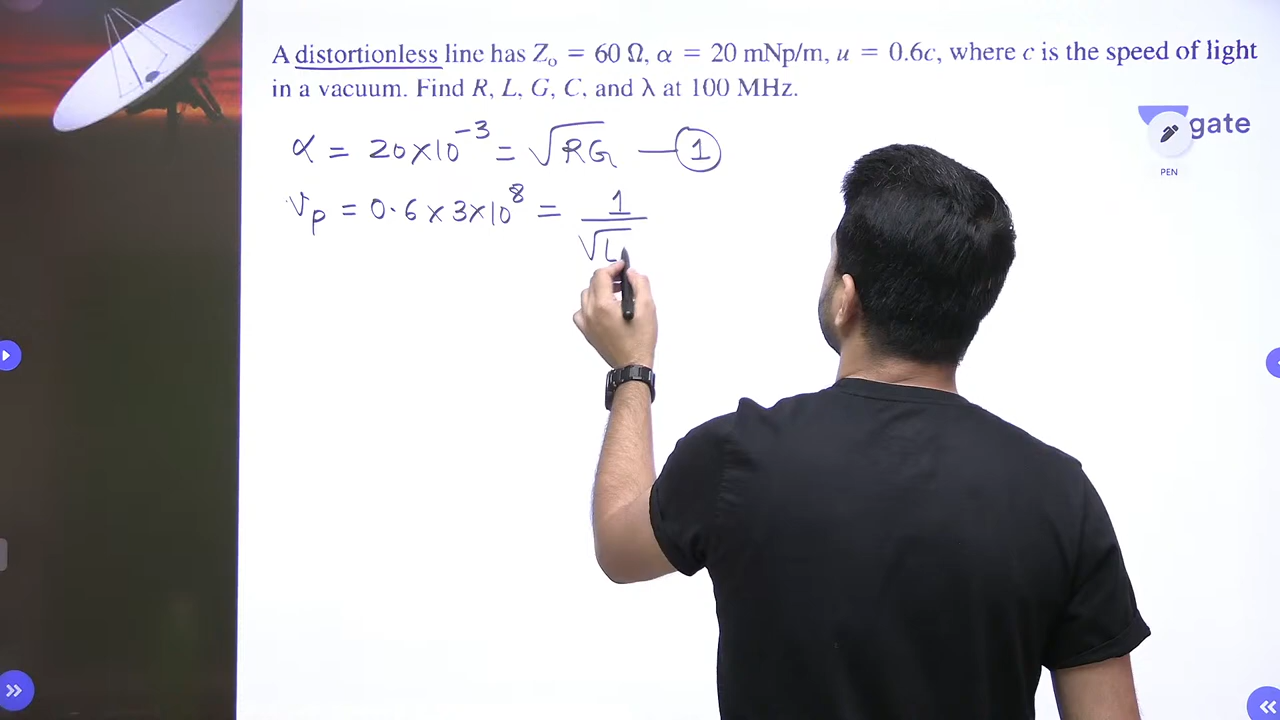 A distortionless line has Zₒ = 60 Ω, α = 20 mNp/m, u = 0.6c, where c is the speed of light
in a vacuum. Find R, L, G, C, and λ at 100 MHz.
gate
PEN
α = 20×10⁻³ = √RG — ①
Vₚ = 0.6×3×10⁸ = 1/√L